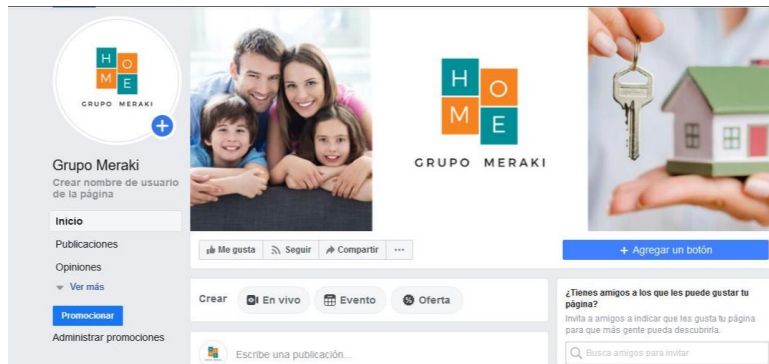 H O
M E
GRUPO MERAKI
Grupo Meraki
Crear nombre de usuario
de la página
Inicio
Publicaciones
Opiniones
Ver más
Promocionar
Administrar promociones
H O
M E
GRUPO MERAKI
Me gusta Seguir Compartir ...
+ Agregar un botón
Crear En vivo Evento Oferta
Escribe una publicación...
¿Tienes amigos a los que les puede gustar tu
página?
Invita a amigos a indicar que les gusta tu página
para que más gente pueda descubrirla.
Busca amigos para invitar